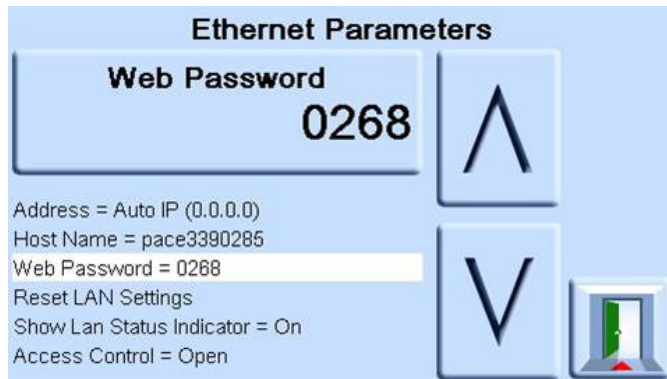 Ethernet Parameters
Web Password
0268
Address = Auto IP (0.0.0.0)
Host Name = pace3390285
Web Password = 0268
Reset LAN Settings
Show Lan Status Indicator = On
Access Control = Open